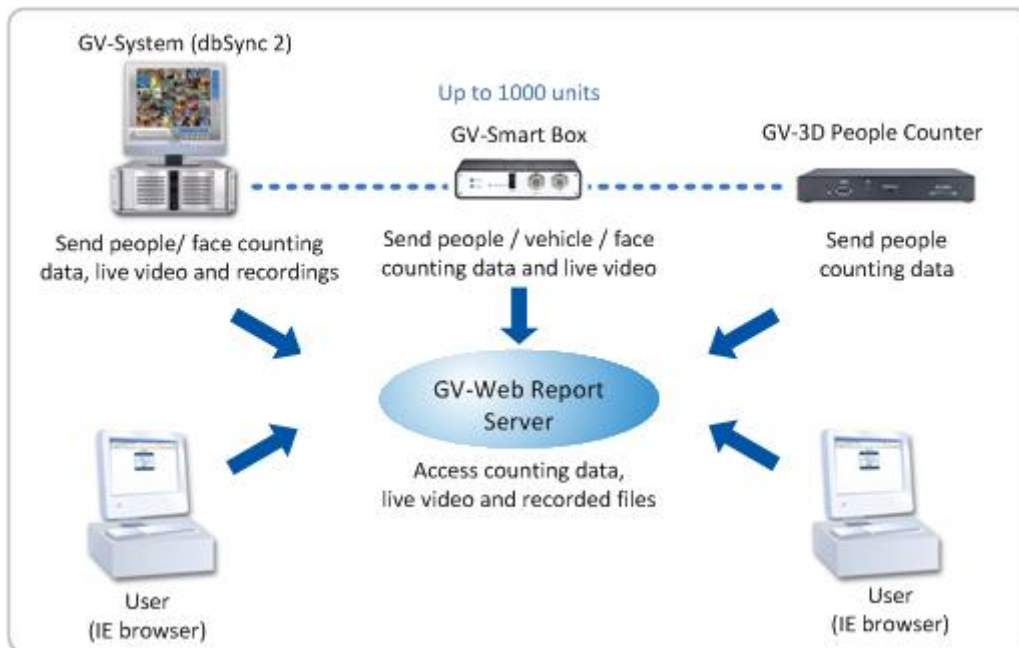 GV-System (dbSync 2)
Up to 1000 units
GV-Smart Box
GV-3D People Counter
Send people/ face counting
data, live video and recordings
Send people / vehicle / face
counting data and live video
Send people
counting data
GV-Web Report
Server
Access counting data,
live video and recorded files
User
(IE browser)
User
(IE browser)